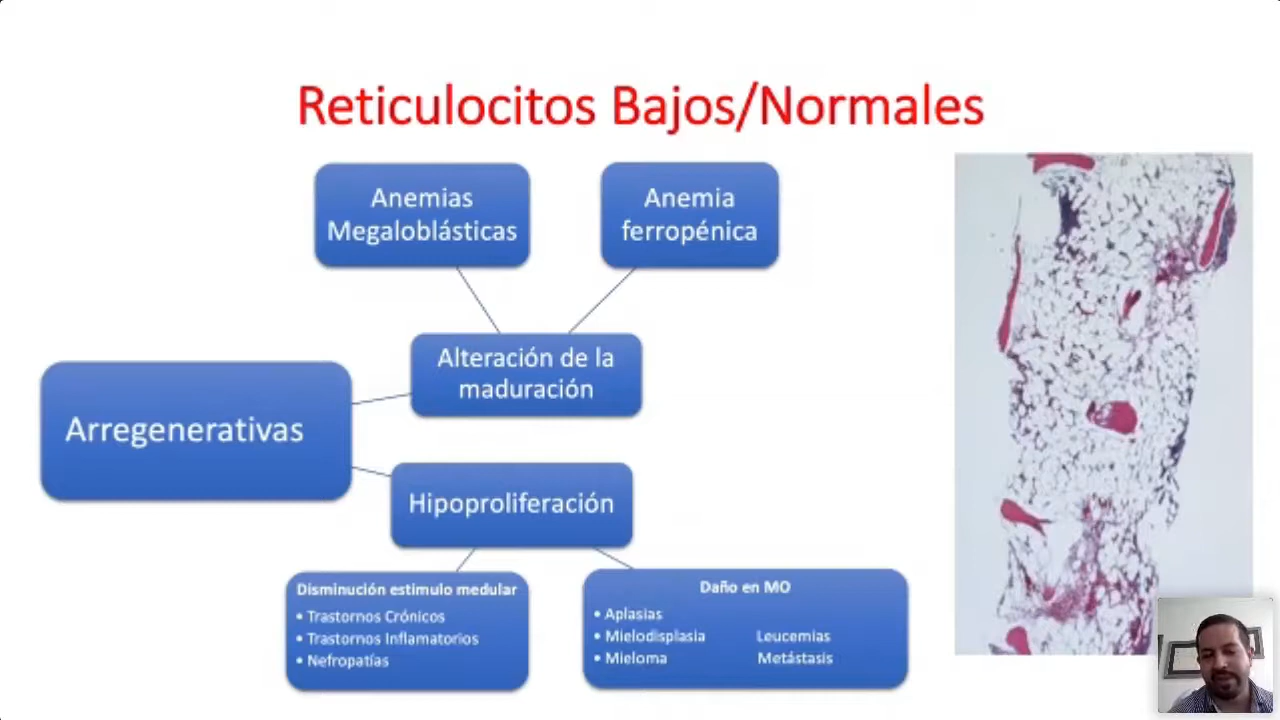 Reticulocitos Bajos/Normales
Anemias
Megaloblásticas
Anemia
ferropénica
Alteración de la
maduración
Arregenerativas
Hipoproliferación
Disminución estimulo medular
• Trastornos Crónicos
• Trastornos Inflamatorios
• Nefropatías
Daño en MO
• Aplasias
• Mielodisplasia Leucemias
• Mieloma Metástasis